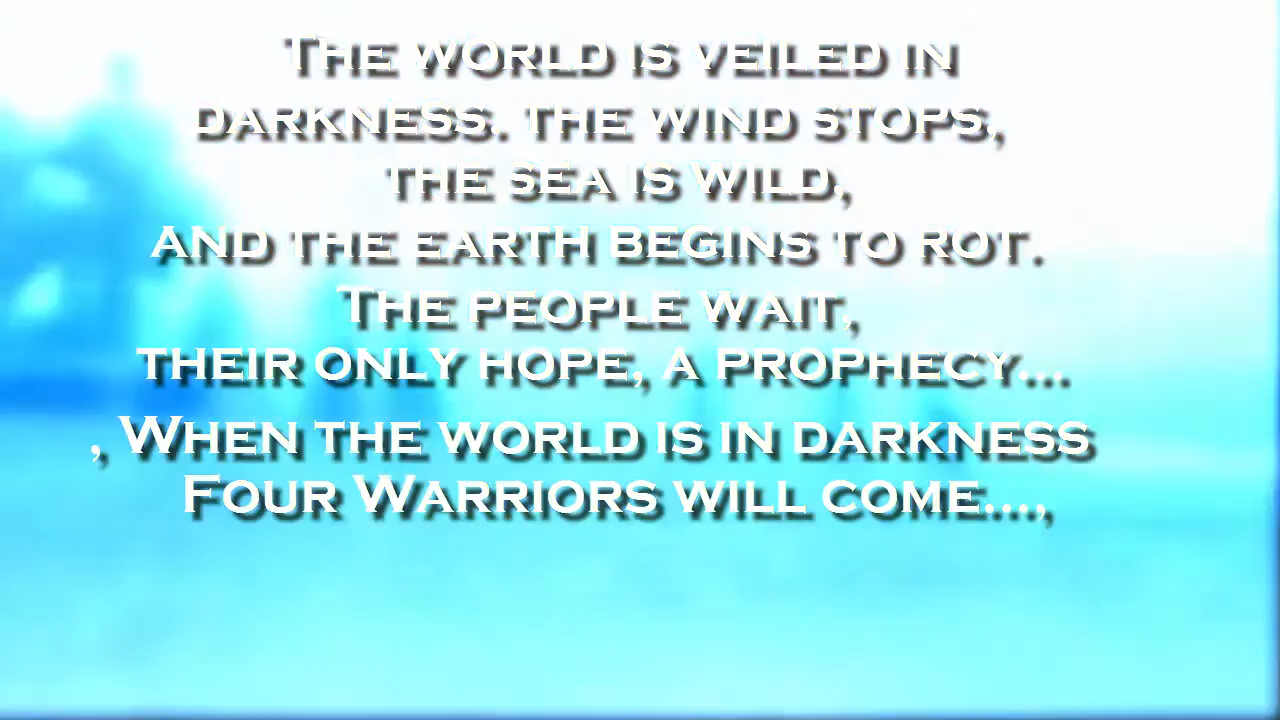 The world is veiled in
darkness. the wind stops,
the sea is wild,
and the earth begins to rot.
The people wait,
their only hope, a prophecy...
, When the world is in darkness
Four Warriors will come...,